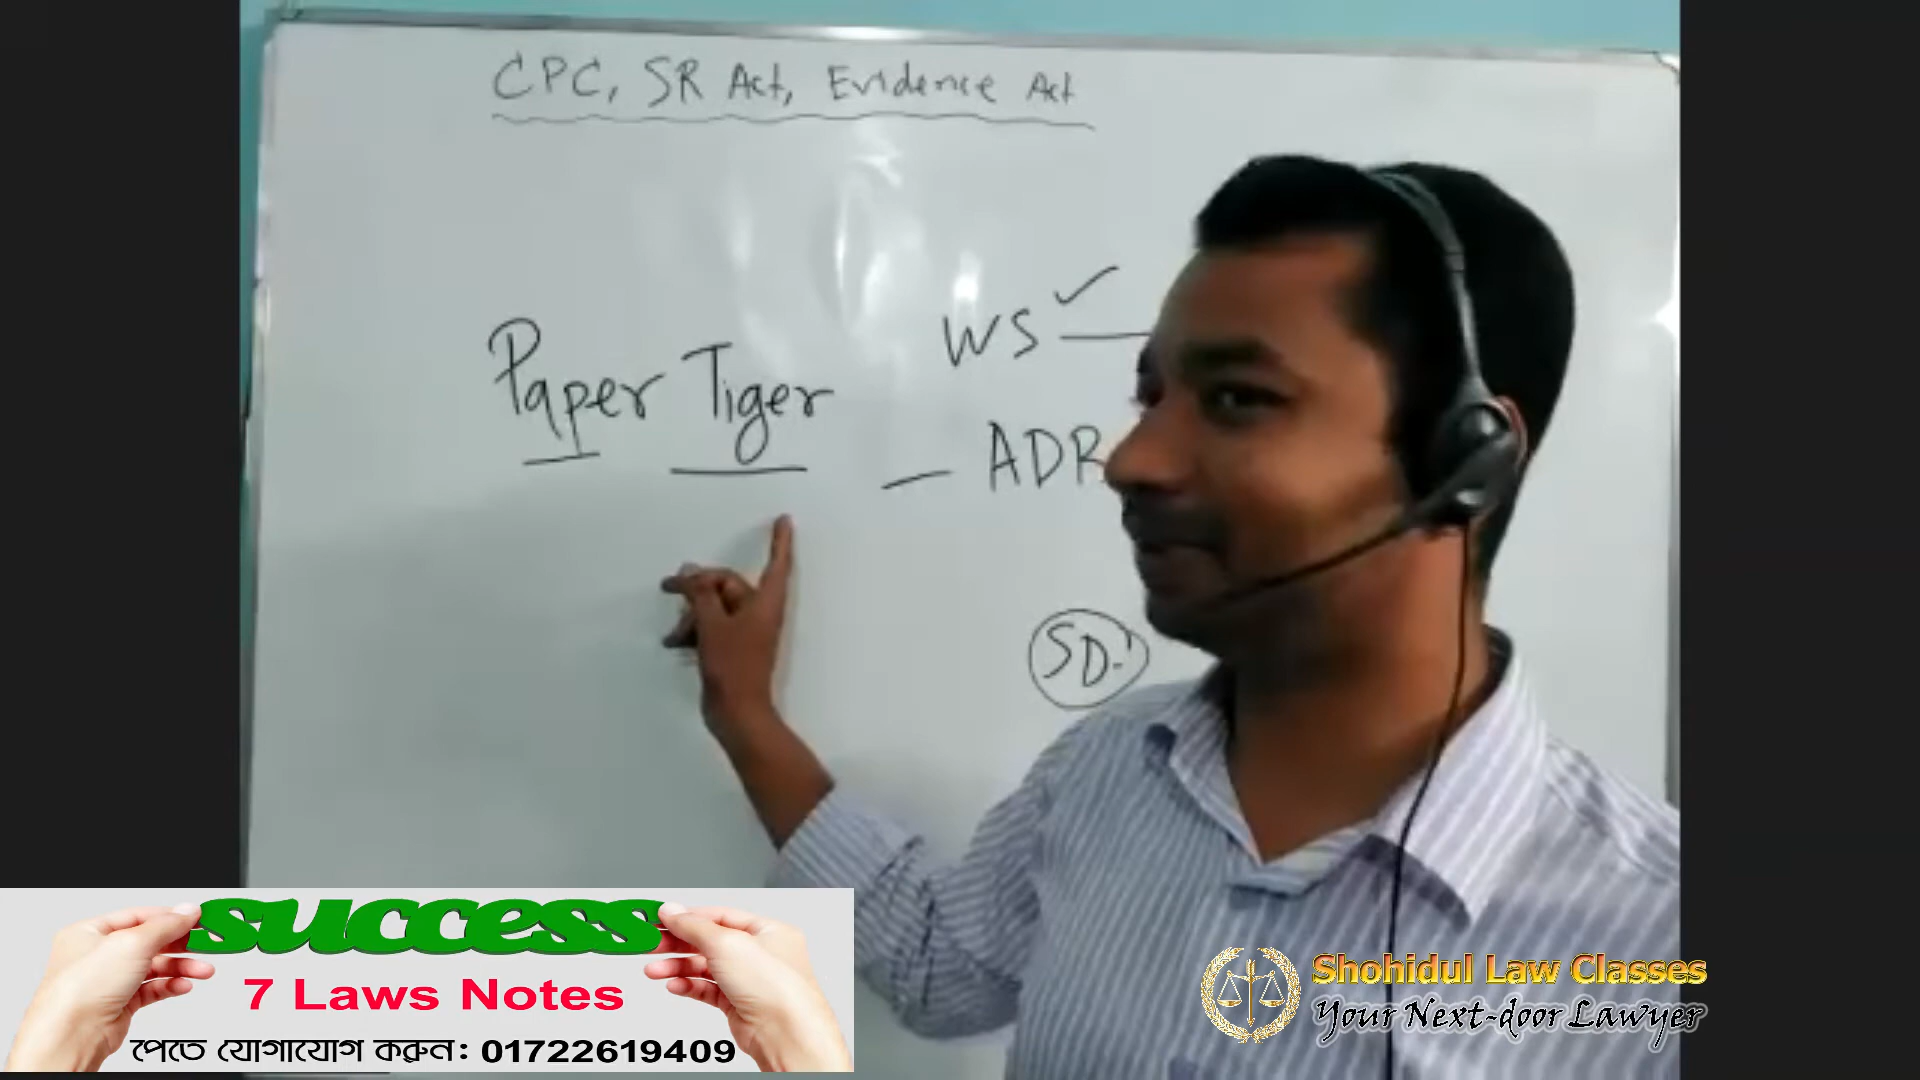 CPC, SR Act, Evidence Act
Paper Tiger
WS
ADR
SD.
success
7 Laws Notes
পেতে যোগাযোগ করুন: 01722619409
Shohidul Law Classes
Your Next-door Lawyer